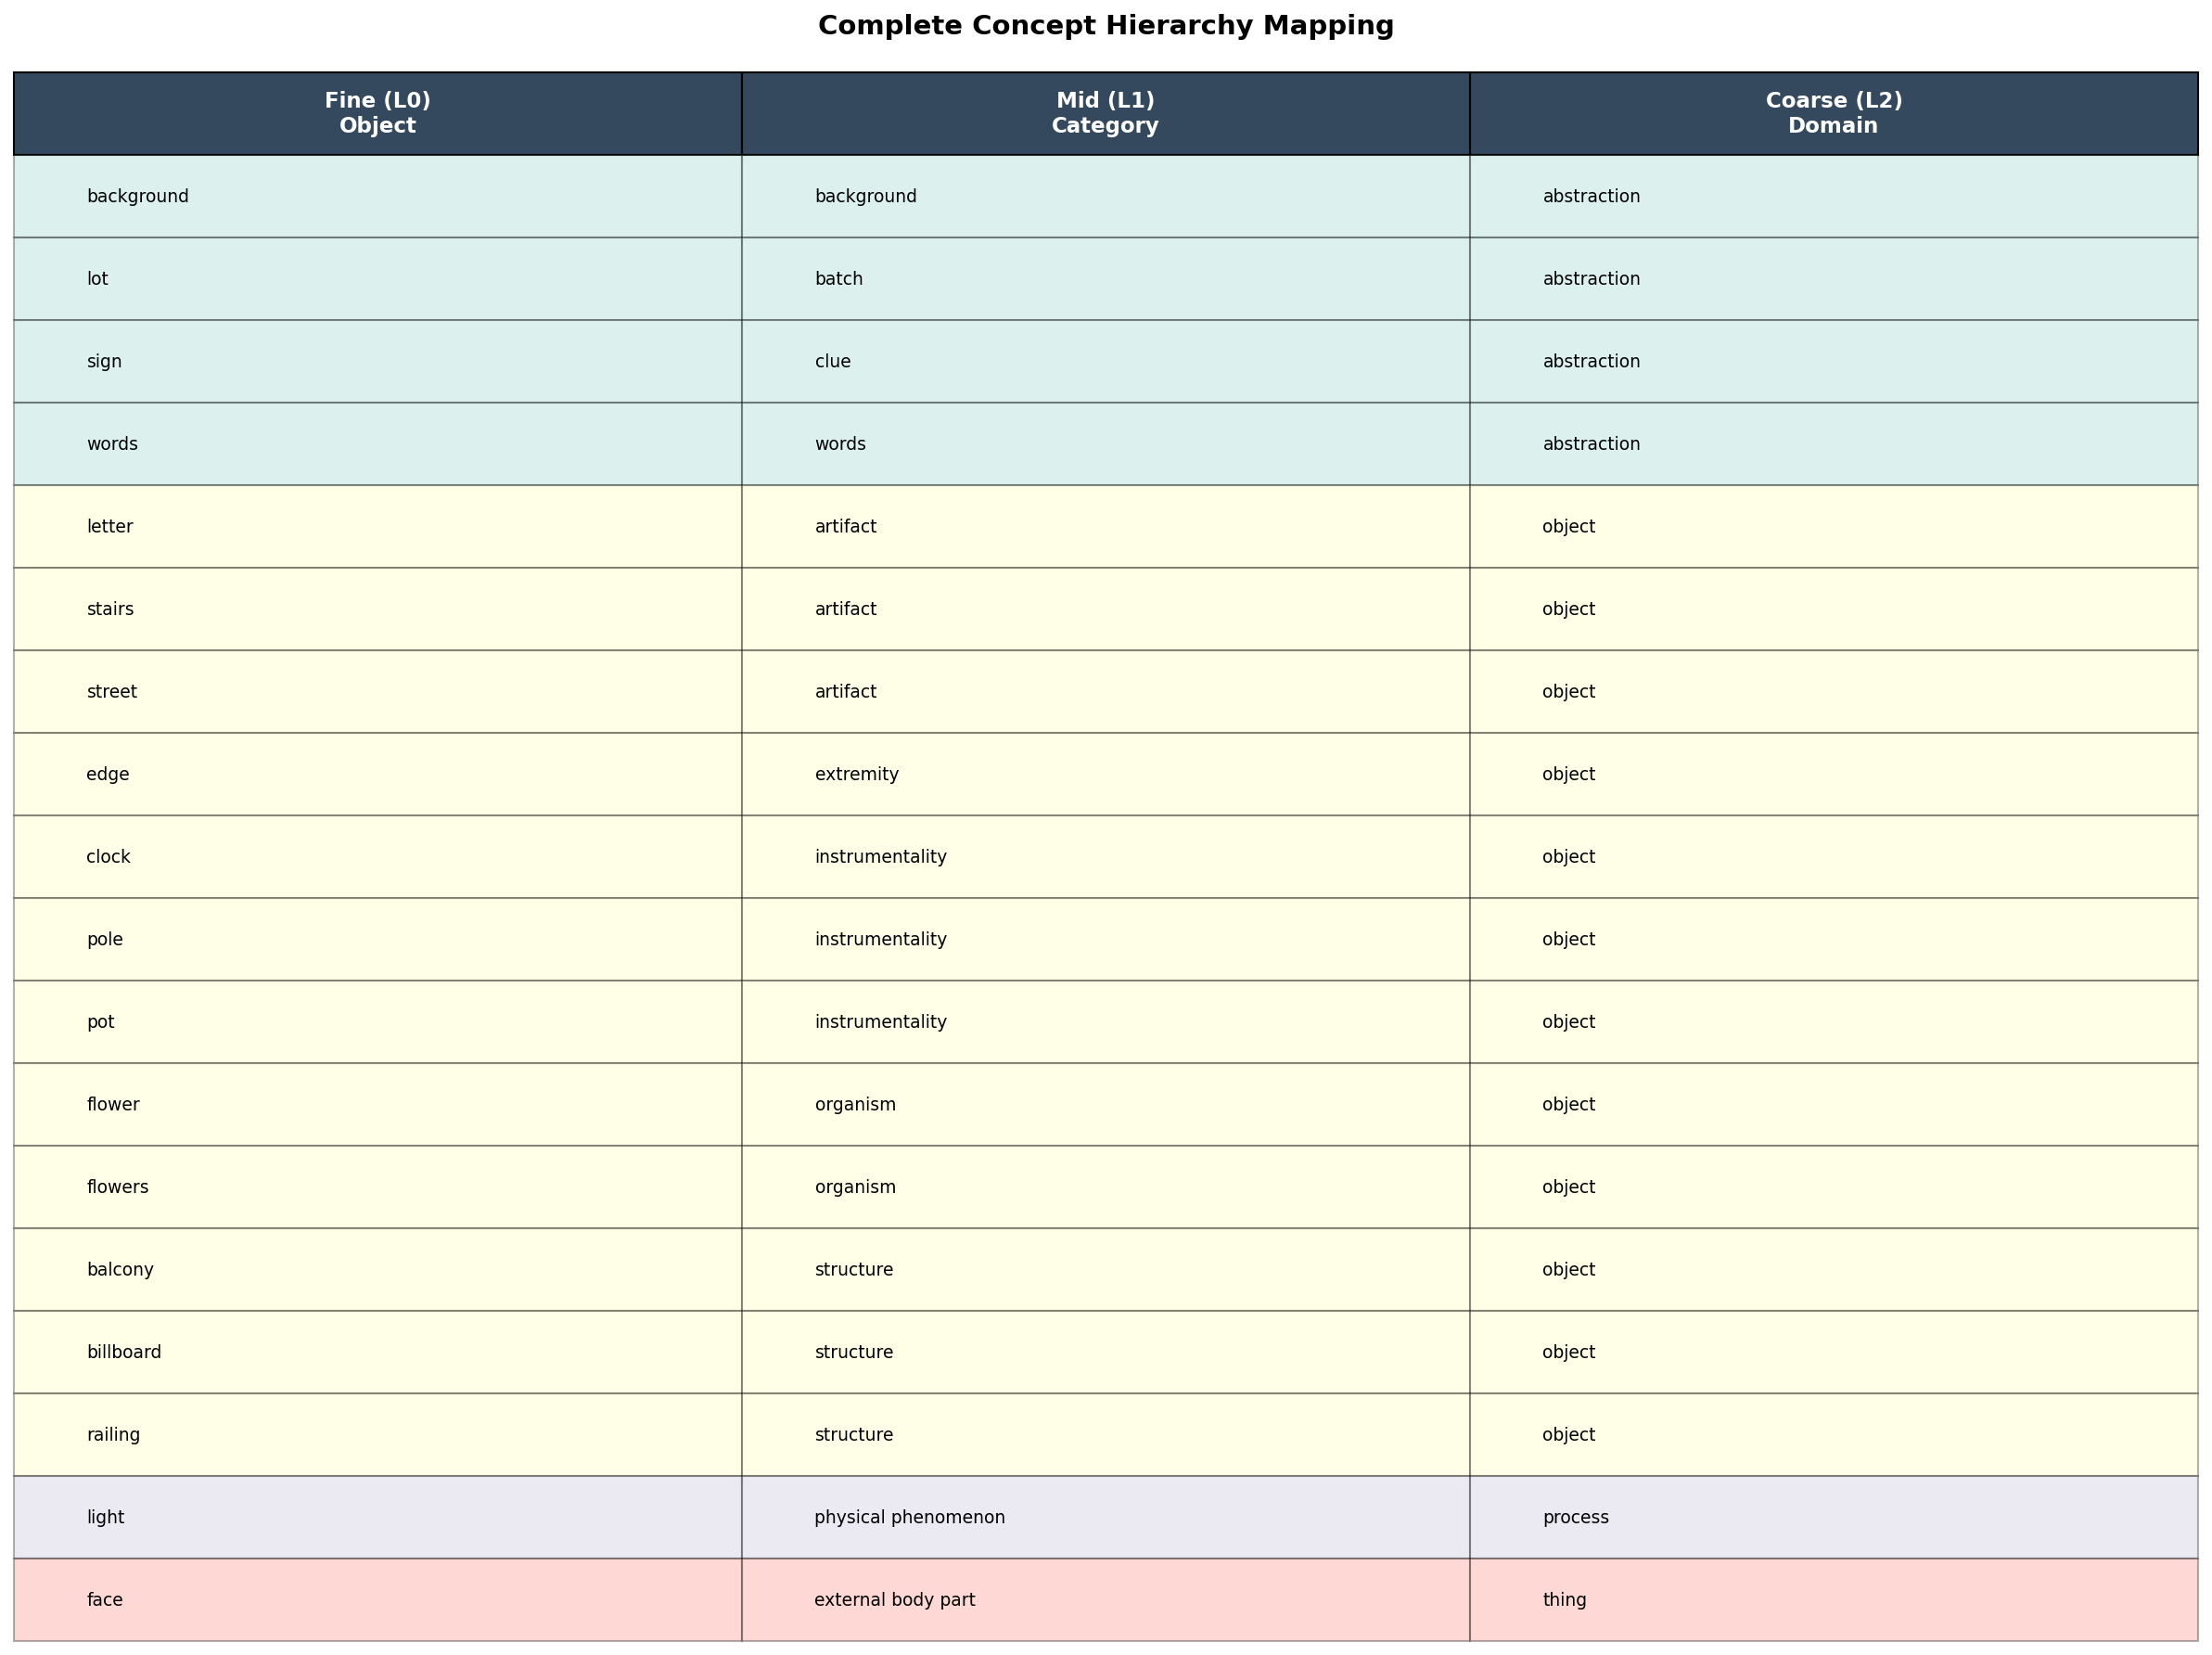 Complete Concept Hierarchy Mapping
Fine (L0) Mid (L1) Coarse (L2)
Object Category Domain
background background abstraction
lot batch abstraction
sign clue abstraction
words words abstraction
letter artifact object
stairs artifact object
street artifact object
edge extremity object
clock instrumentality object
pole instrumentality object
pot instrumentality object
flower organism object
flowers organism object
balcony structure object
billboard structure object
railing structure object
light physical phenomenon process
face external body part thing